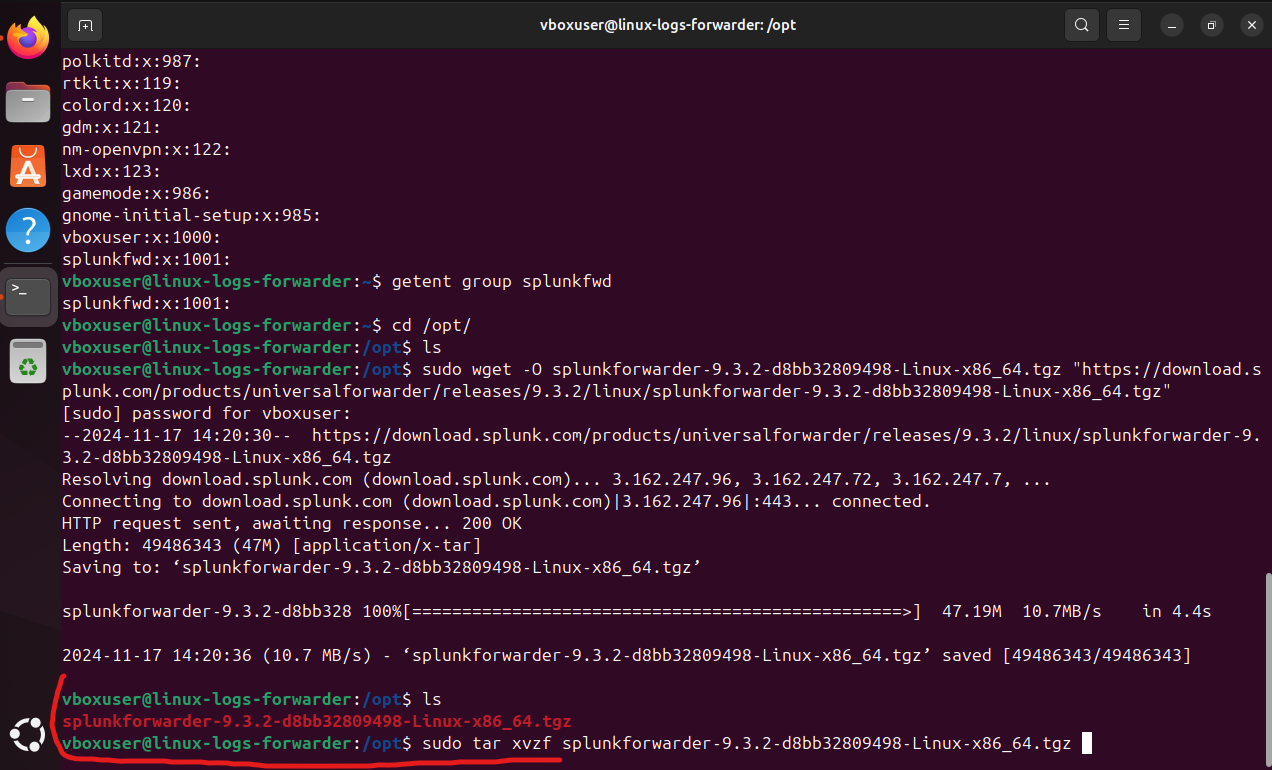 vboxuser@linux-logs-forwarder: /opt
polkitd:x:987:
rtkit:x:119:
colord:x:120:
gdm:x:121:
nm-openvpn:x:122:
lxd:x:123:
gamemode:x:986:
gnome-initial-setup:x:985:
vboxuser:x:1000:
splunkfwd:x:1001:
vboxuser@linux-logs-forwarder:~$ getent group splunkfwd
splunkfwd:x:1001:
vboxuser@linux-logs-forwarder:~$ cd /opt/
vboxuser@linux-logs-forwarder:/opt$ ls
vboxuser@linux-logs-forwarder:/opt$ sudo wget -O splunkforwarder-9.3.2-d8bb32809498-Linux-x86_64.tgz "https://download.s
plunk.com/products/universalforwarder/releases/9.3.2/linux/splunkforwarder-9.3.2-d8bb32809498-Linux-x86_64.tgz"
[sudo] password for vboxuser:
--2024-11-17 14:20:30--  https://download.splunk.com/products/universalforwarder/releases/9.3.2/linux/splunkforwarder-9.
3.2-d8bb32809498-Linux-x86_64.tgz
Resolving download.splunk.com (download.splunk.com)... 3.162.247.96, 3.162.247.72, 3.162.247.7, ...
Connecting to download.splunk.com (download.splunk.com)|3.162.247.96|:443... connected.
HTTP request sent, awaiting response... 200 OK
Length: 49486343 (47M) [application/x-tar]
Saving to: ‘splunkforwarder-9.3.2-d8bb32809498-Linux-x86_64.tgz’
splunkforwarder-9.3.2-d8bb328 100%[=================================================>]  47.19M  10.7MB/s    in 4.4s
2024-11-17 14:20:36 (10.7 MB/s) - ‘splunkforwarder-9.3.2-d8bb32809498-Linux-x86_64.tgz’ saved [49486343/49486343]
vboxuser@linux-logs-forwarder:/opt$ ls
splunkforwarder-9.3.2-d8bb32809498-Linux-x86_64.tgz
vboxuser@linux-logs-forwarder:/opt$ sudo tar xvzf splunkforwarder-9.3.2-d8bb32809498-Linux-x86_64.tgz